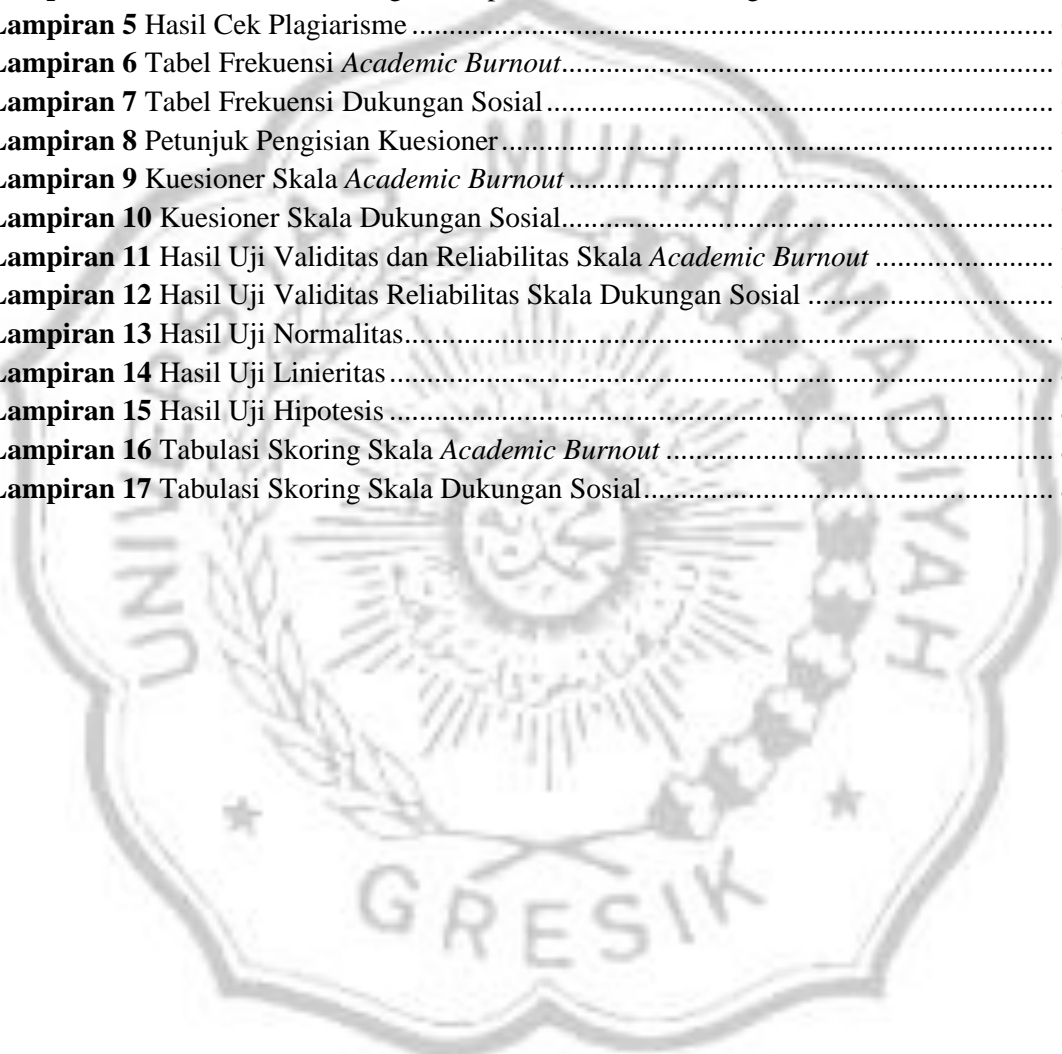 Lampiran 5 Hasil Cek Plagiarisme
Lampiran 6 Tabel Frekuensi Academic Burnout
Lampiran 7 Tabel Frekuensi Dukungan Sosial
Lampiran 8 Petunjuk Pengisian Kuesioner
Lampiran 9 Kuesioner Skala Academic Burnout
Lampiran 10 Kuesioner Skala Dukungan Sosial
Lampiran 11 Hasil Uji Validitas dan Reliabilitas Skala Academic Burnout
Lampiran 12 Hasil Uji Validitas Reliabilitas Skala Dukungan Sosial
Lampiran 13 Hasil Uji Normalitas
Lampiran 14 Hasil Uji Linieritas
Lampiran 15 Hasil Uji Hipotesis
Lampiran 16 Tabulasi Skoring Skala Academic Burnout
Lampiran 17 Tabulasi Skoring Skala Dukungan Sosial
UNIVERSITAS MUHAMMADIYAH
GRESIK